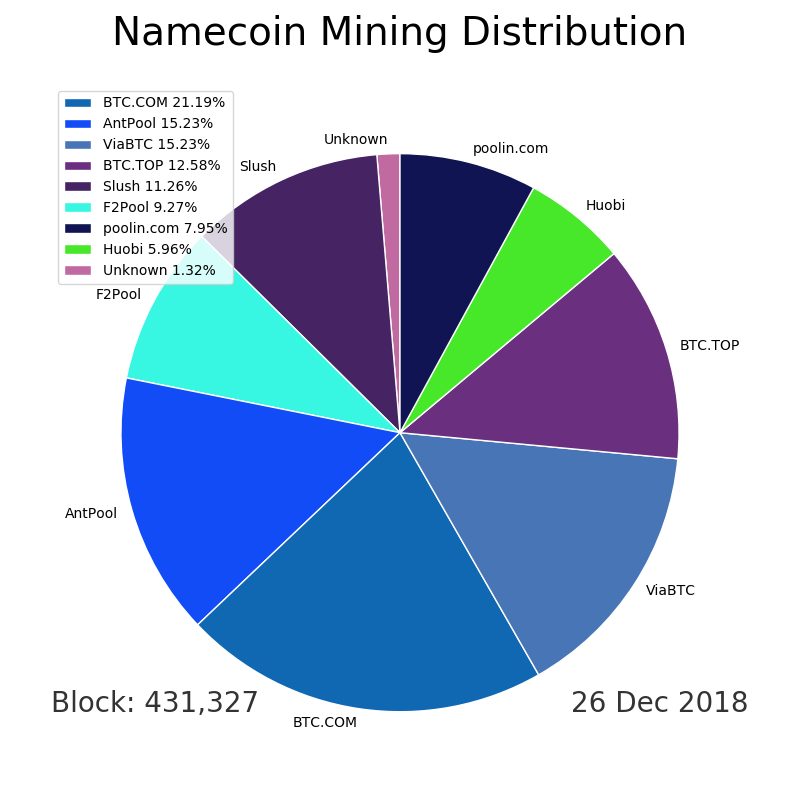 Namecoin Mining Distribution
BTC.COM 21.19%
AntPool 15.23%
ViaBTC 15.23%
BTC.TOP 12.58%
Slush 11.26%
F2Pool 9.27%
poolin.com 7.95%
Huobi 5.96%
Unknown 1.32%
Unknown
poolin.com
Slush
Huobi
F2Pool
BTC.TOP
AntPool
ViaBTC
BTC.COM
Block: 431,327
26 Dec 2018